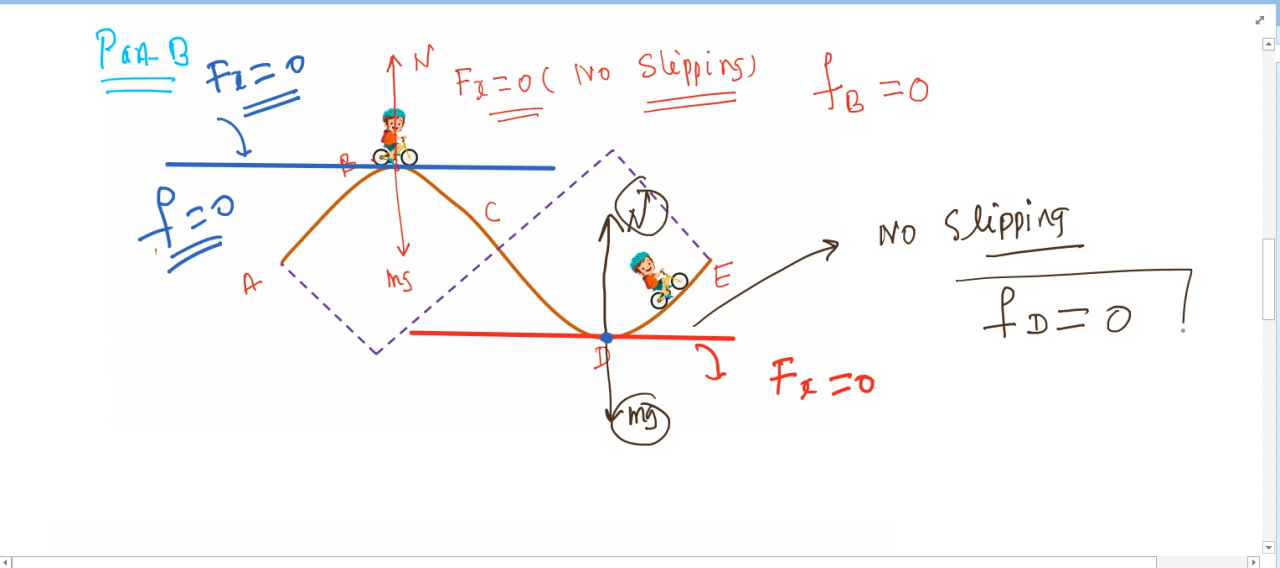 Part B
Fx = 0
N
Fx = 0 ( No Slipping)
fB = 0
B
f = 0
C
N
A
mg
E
No Slipping
fD = 0
D
Fx = 0
mg